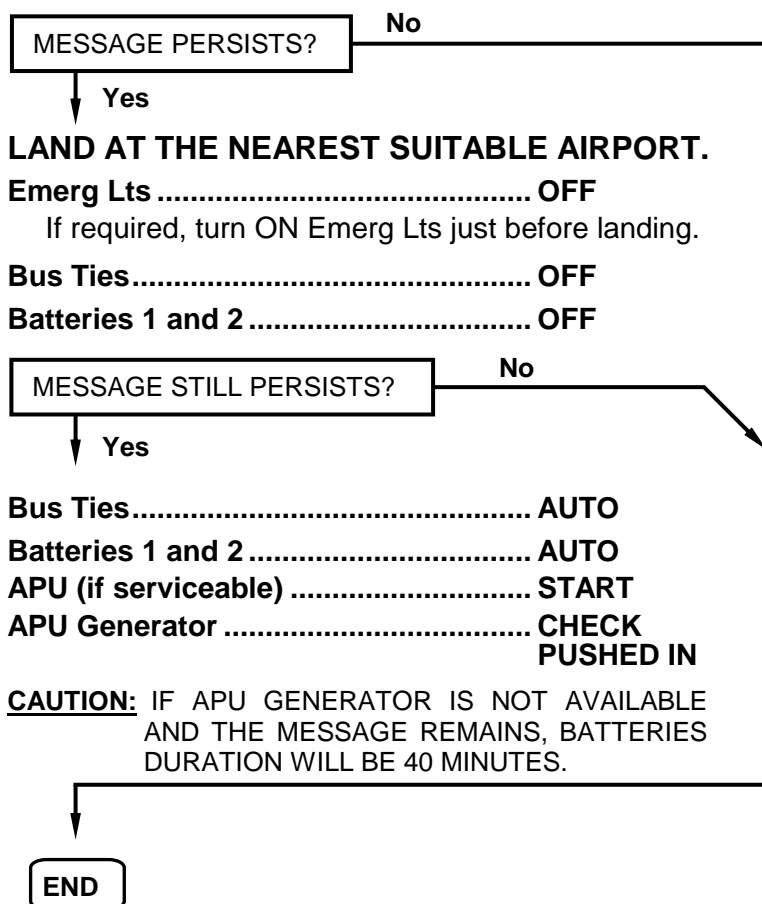 No
MESSAGE PERSISTS?
Yes
LAND AT THE NEAREST SUITABLE AIRPORT.
Emerg Lts ............................................. OFF
If required, turn ON Emerg Lts just before landing.
Bus Ties................................................ OFF
Batteries 1 and 2 .................................. OFF
No
MESSAGE STILL PERSISTS?
Yes
Bus Ties................................................ AUTO
Batteries 1 and 2 .................................. AUTO
APU (if serviceable) ............................. START
APU Generator ..................................... CHECK
PUSHED IN
CAUTION: IF APU GENERATOR IS NOT AVAILABLE
AND THE MESSAGE REMAINS, BATTERIES
DURATION WILL BE 40 MINUTES.
END